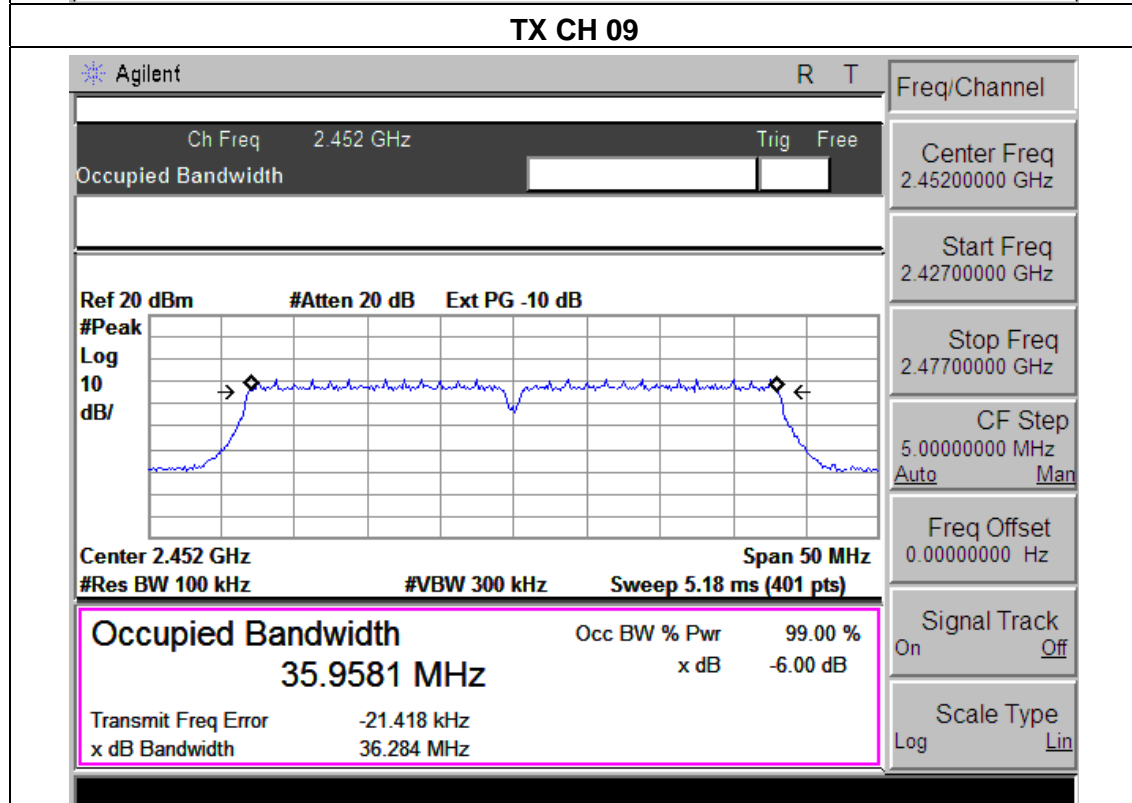 TX CH 09
Agilent R T
Freq/Channel
Ch Freq 2.452 GHz Trig Free
Occupied Bandwidth
Center Freq
2.45200000 GHz
Start Freq
2.42700000 GHz
Ref 20 dBm #Atten 20 dB Ext PG -10 dB
#Peak
Log
10
dB/
Stop Freq
2.47700000 GHz
CF Step
5.00000000 MHz
Auto Man
Freq Offset
0.00000000 Hz
Center 2.452 GHz Span 50 MHz
#Res BW 100 kHz #VBW 300 kHz Sweep 5.18 ms (401 pts)
Signal Track
On Off
Occupied Bandwidth Occ BW % Pwr 99.00 %
35.9581 MHz x dB -6.00 dB
Transmit Freq Error -21.418 kHz
x dB Bandwidth 36.284 MHz
Scale Type
Log Lin